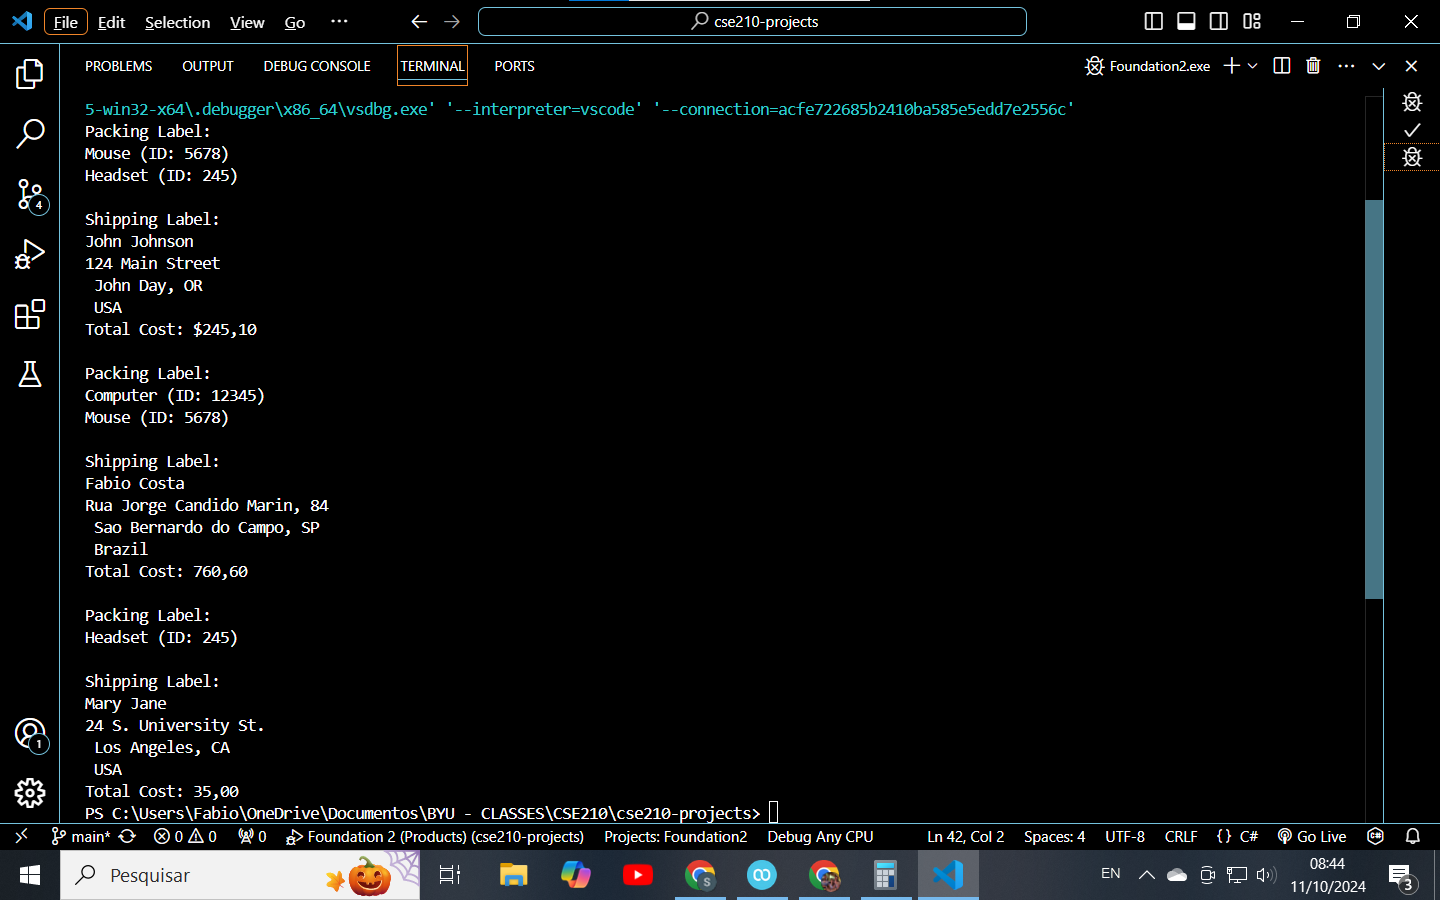 File Edit Selection View Go ··· cse210-projects
PROBLEMS OUTPUT DEBUG CONSOLE TERMINAL PORTS Foundation2.exe
5-win32-x64\.debugger\x86_64\vsdbg.exe' '--interpreter=vscode' '--connection=acfe722685b2410ba585e5edd7e2556c'
Packing Label:
Mouse (ID: 5678)
Headset (ID: 245)
Shipping Label:
John Johnson
124 Main Street
John Day, OR
USA
Total Cost: $245,10
Packing Label:
Computer (ID: 12345)
Mouse (ID: 5678)
Shipping Label:
Fabio Costa
Rua Jorge Candido Marin, 84
Sao Bernardo do Campo, SP
Brazil
Total Cost: 760,60
Packing Label:
Headset (ID: 245)
Shipping Label:
Mary Jane
24 S. University St.
Los Angeles, CA
USA
Total Cost: 35,00
PS C:\Users\Fabio\OneDrive\Documentos\BYU - CLASSES\CSE210\cse210-projects>
4
1
main* 0 0 0 Foundation 2 (Products) (cse210-projects) Projects: Foundation2 Debug Any CPU Ln 42, Col 2 Spaces: 4 UTF-8 CRLF {} C# Go Live
Pesquisar S EN 08:44
11/10/2024 3